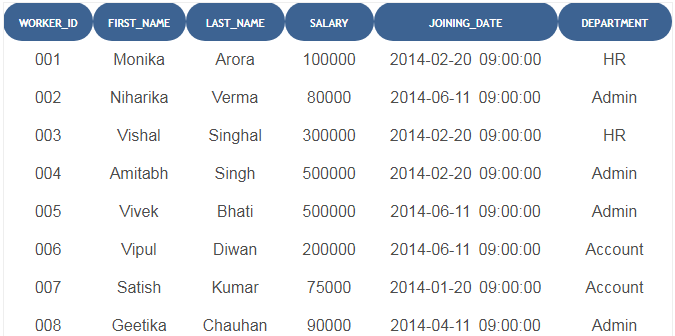 WORKER_ID FIRST_NAME LAST_NAME SALARY JOINING_DATE DEPARTMENT
001 Monika Arora 100000 2014-02-20 09:00:00 HR
002 Niharika Verma 80000 2014-06-11 09:00:00 Admin
003 Vishal Singhal 300000 2014-02-20 09:00:00 HR
004 Amitabh Singh 500000 2014-02-20 09:00:00 Admin
005 Vivek Bhati 500000 2014-06-11 09:00:00 Admin
006 Vipul Diwan 200000 2014-06-11 09:00:00 Account
007 Satish Kumar 75000 2014-01-20 09:00:00 Account
008 Geetika Chauhan 90000 2014-04-11 09:00:00 Admin